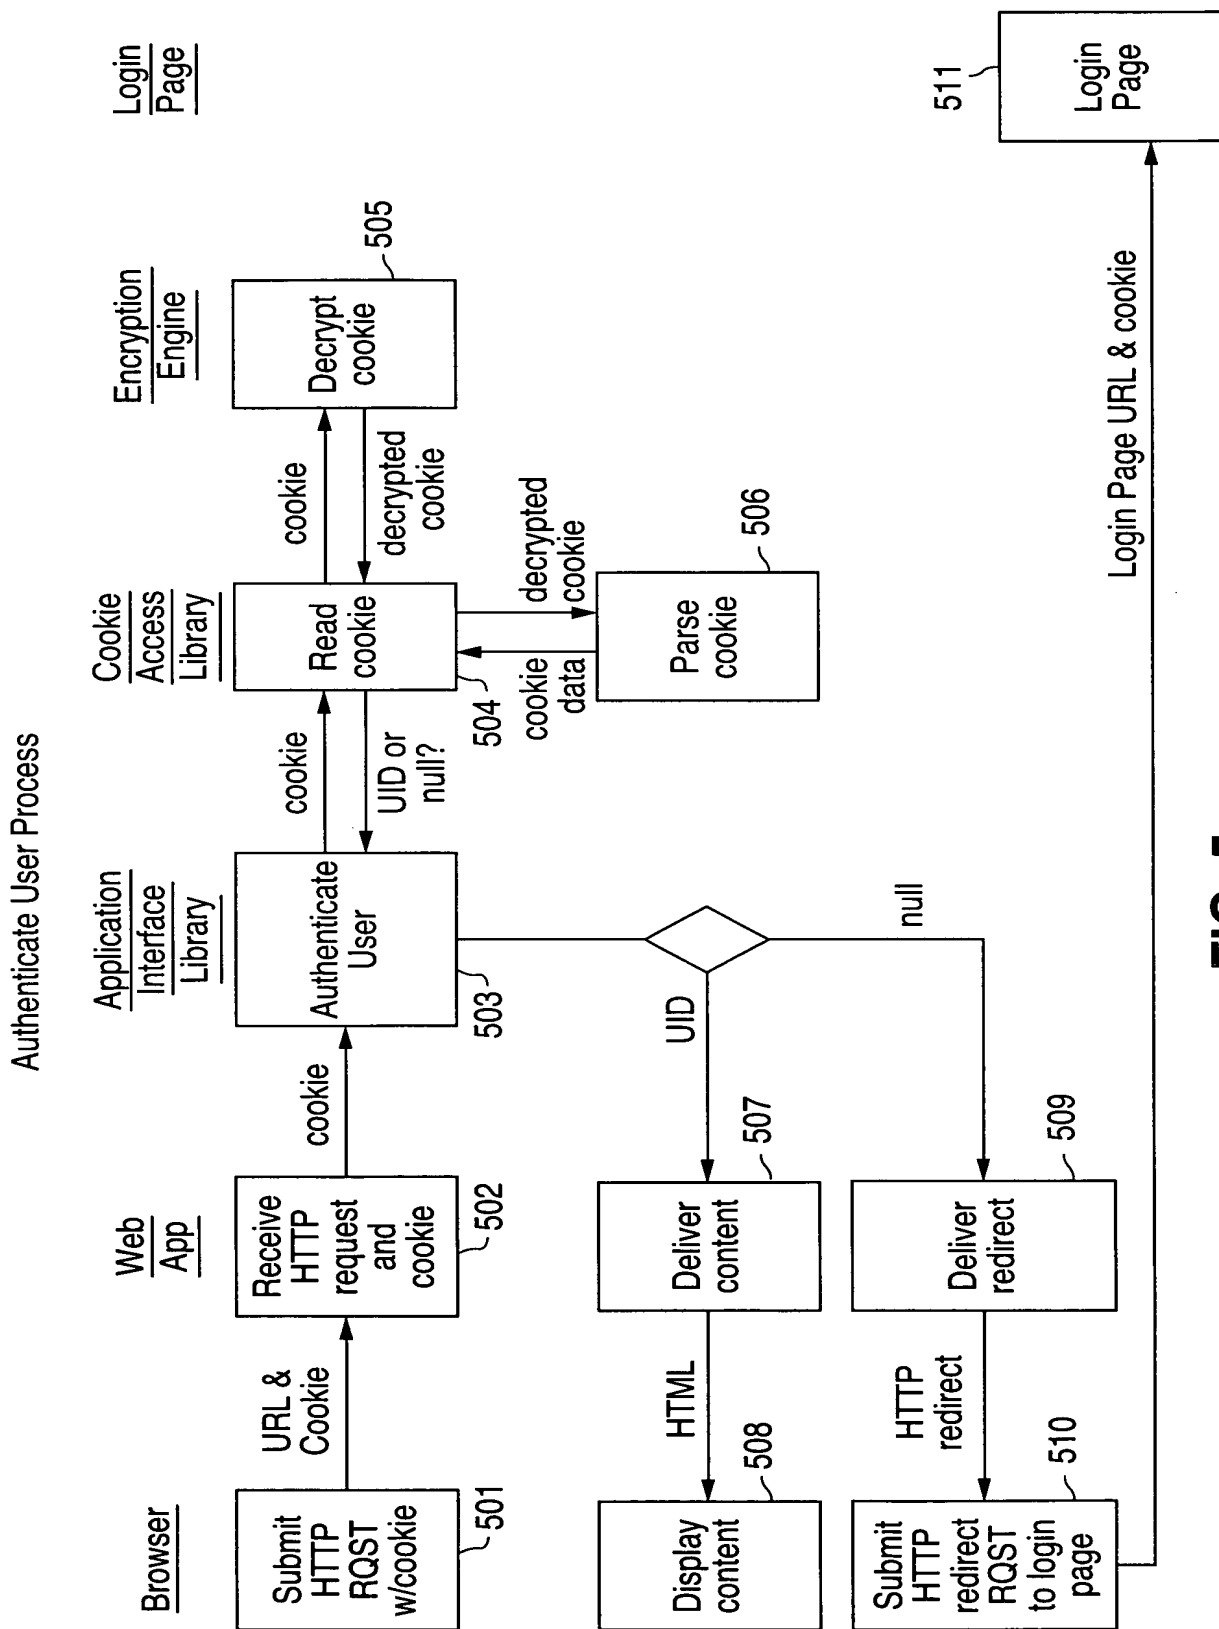 Authenticate User Process
Browser
Web
App
Application
Interface
Library
Cookie
Access
Library
Encryption
Engine
Login
Page
Submit
HTTP
RQST
w/cookie
501
URL &
Cookie
Receive
HTTP
request
and
cookie
502
cookie
Authenticate
User
503
cookie
UID or
null?
Read
cookie
504
cookie
decrypted
cookie
Decrypt
cookie
505
decrypted
cookie
cookie
data
Parse
cookie
506
UID
null
Deliver
content
507
HTML
Display
content
508
Deliver
redirect
509
HTTP
redirect
Submit
HTTP
redirect
RQST
to login
page
510
Login Page URL & cookie
Login
Page
511